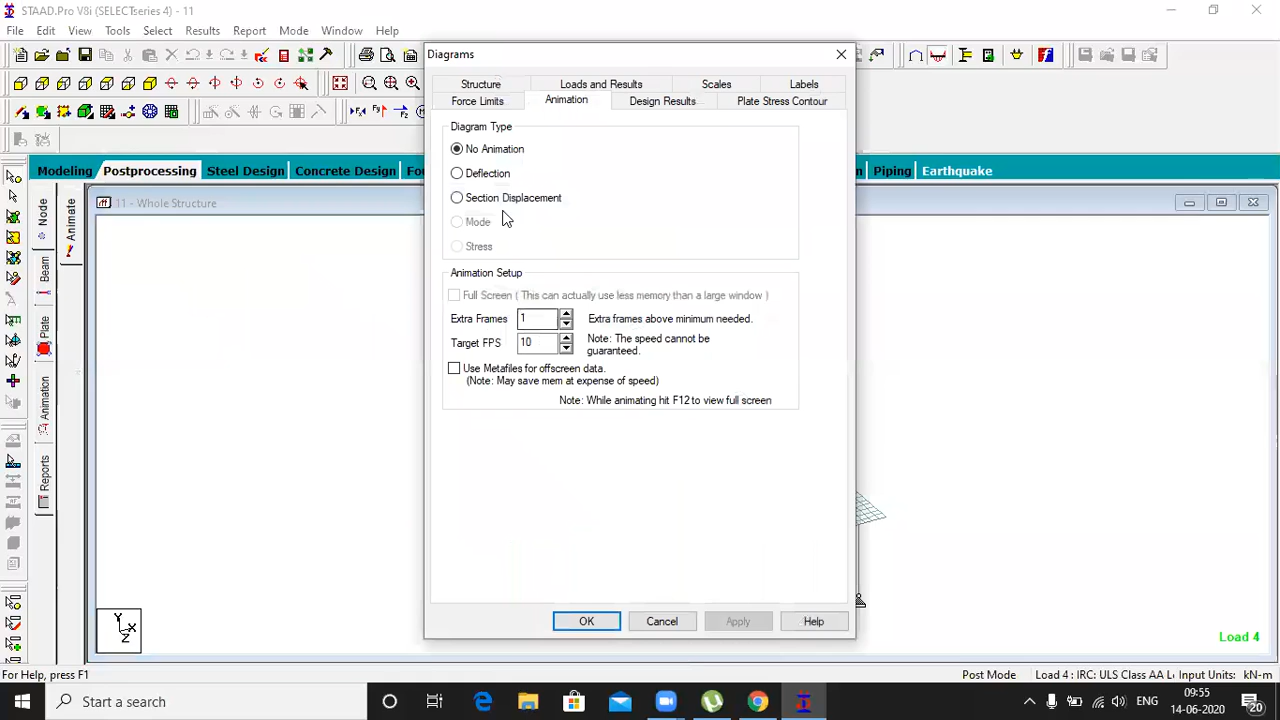 STAAD.Pro V8i (SELECTseries 4) - 11
File Edit View Tools Select Results Report Mode Window Help
Diagrams
Structure Loads and Results Scales Labels
Force Limits Animation Design Results Plate Stress Contour
Modeling Postprocessing Steel Design Concrete Design Piping Earthquake
11 - Whole Structure
Node
Beam
Plate
Animation
Reports
Animate
Diagram Type
No Animation
Deflection
Section Displacement
Mode
Stress
Animation Setup
Full Screen ( This can actually use less memory than a large window )
Extra Frames 1 Extra frames above minimum needed.
Target FPS 10 Note: The speed cannot be
guaranteed.
Use Metafiles for offscreen data.
(Note: May save mem at expense of speed)
Note: While animating hit F12 to view full screen
OK Cancel Apply Help
Y
X
Z
Load 4
For Help, press F1 Post Mode Load 4 : IRC: ULS Class AA L Input Units: kN-m
Start a search
ENG
09:55
14-06-2020
20